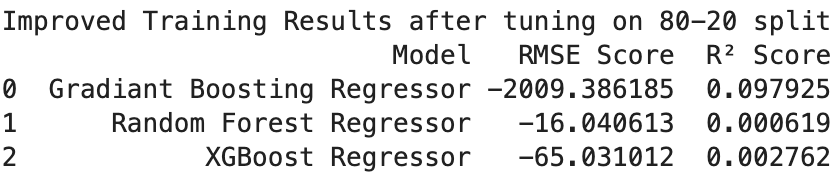 Improved Training Results after tuning on 80-20 split
Model RMSE Score R² Score
0 Gradiant Boosting Regressor -2009.386185 0.097925
1 Random Forest Regressor -16.040613 0.000619
2 XGBoost Regressor -65.031012 0.002762